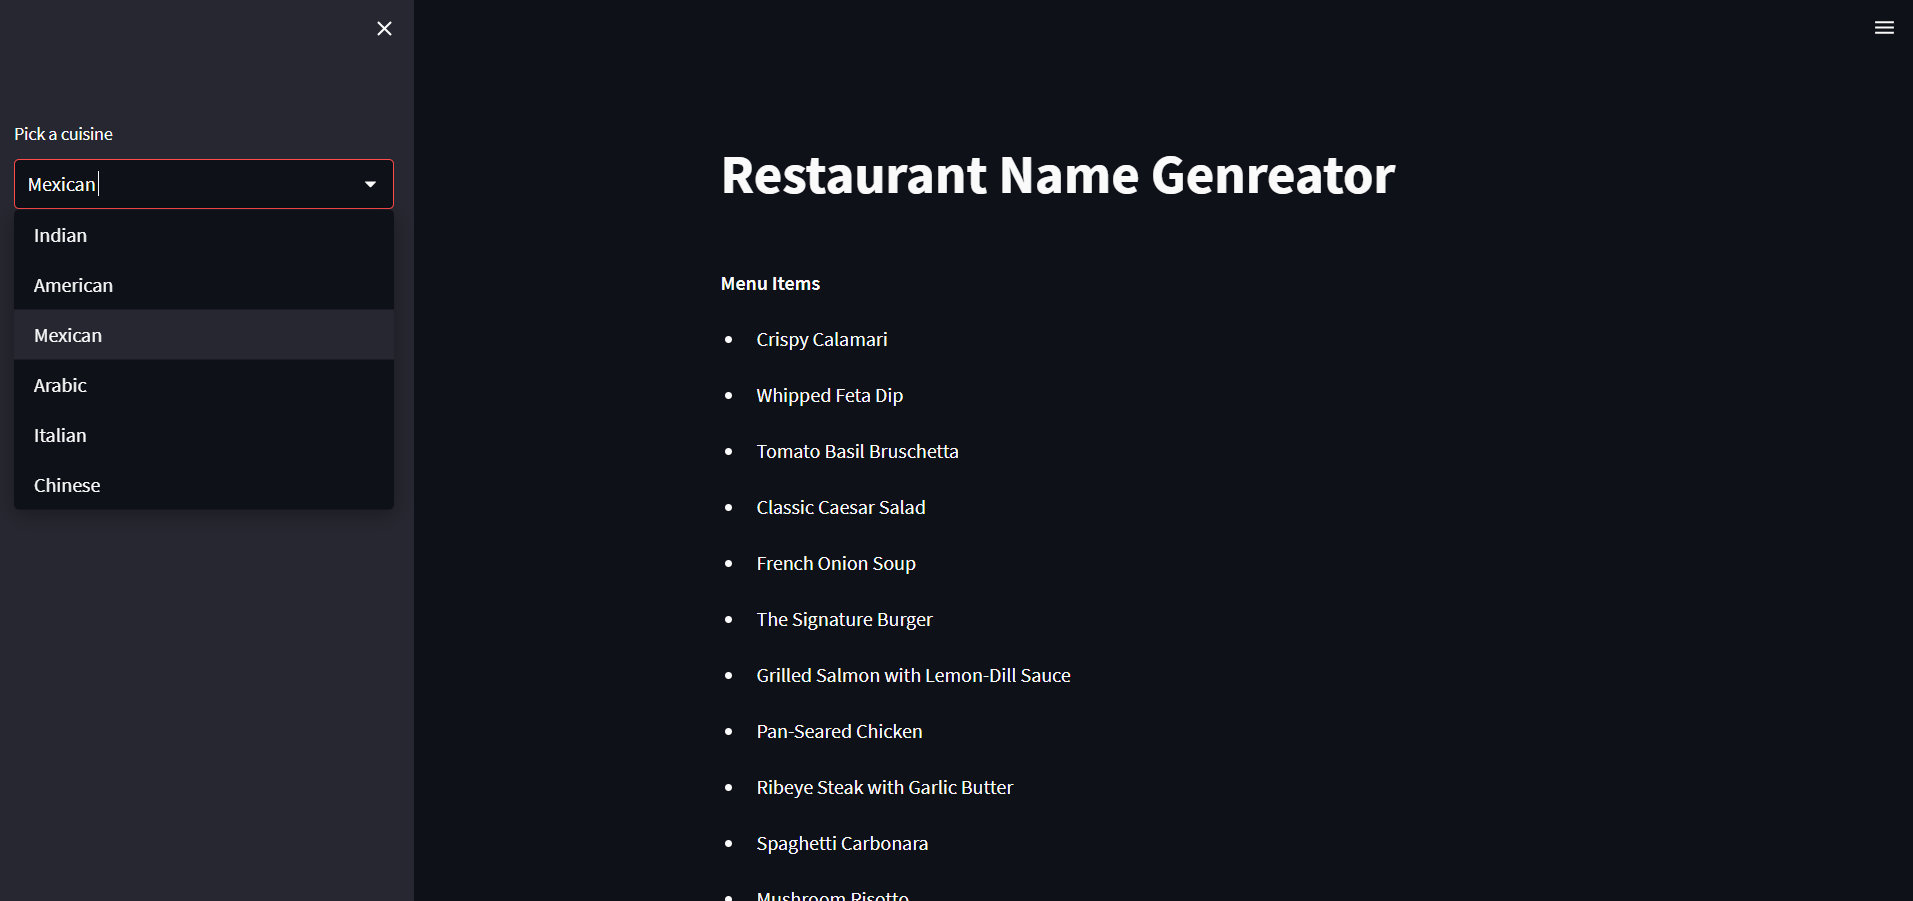 Pick a cuisine
Mexican
Indian
American
Mexican
Arabic
Italian
Chinese
Restaurant Name Genreator
Menu Items
Crispy Calamari
Whipped Feta Dip
Tomato Basil Bruschetta
Classic Caesar Salad
French Onion Soup
The Signature Burger
Grilled Salmon with Lemon-Dill Sauce
Pan-Seared Chicken
Ribeye Steak with Garlic Butter
Spaghetti Carbonara
Mushroom Risotto